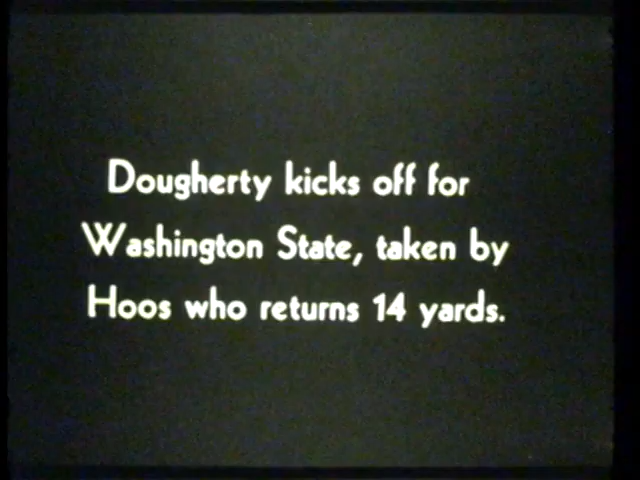 Dougherty kicks off for
Washington State, taken by
Hoos who returns 14 yards.